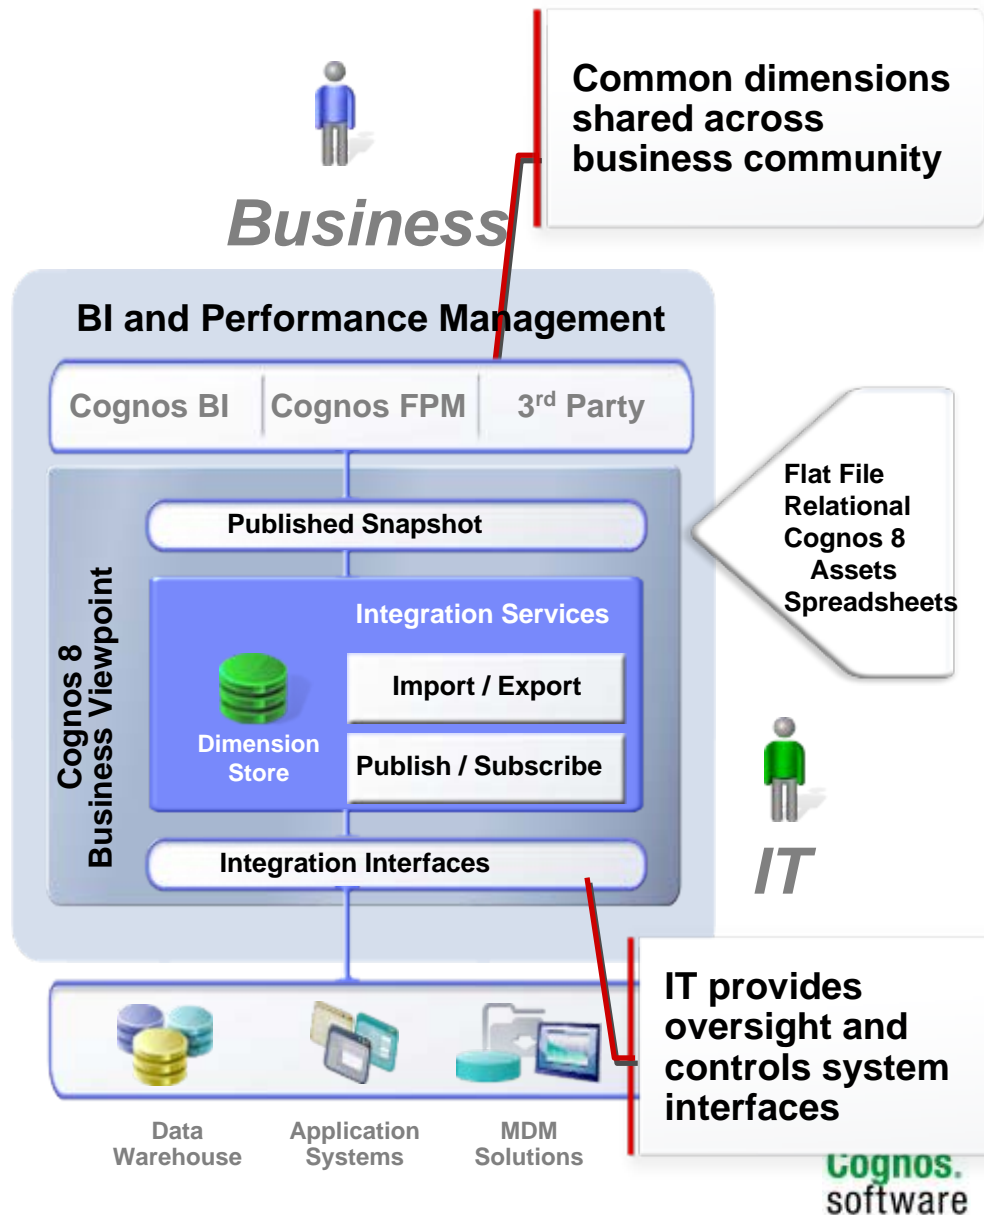 Common dimensions
shared across
business community
Business
BI and Performance Management
Cognos BI
Cognos FPM
3rd Party
Flat File
Relational
Cognos 8
Assets
Spreadsheets
Cognos 8
Business Viewpoint
Published Snapshot
Integration Services
Import / Export
Dimension
Store
Publish / Subscribe
Integration Interfaces
IT
IT provides
oversight and
controls system
interfaces
Data
Warehouse
Application
Systems
MDM
Solutions
Cognos.
software